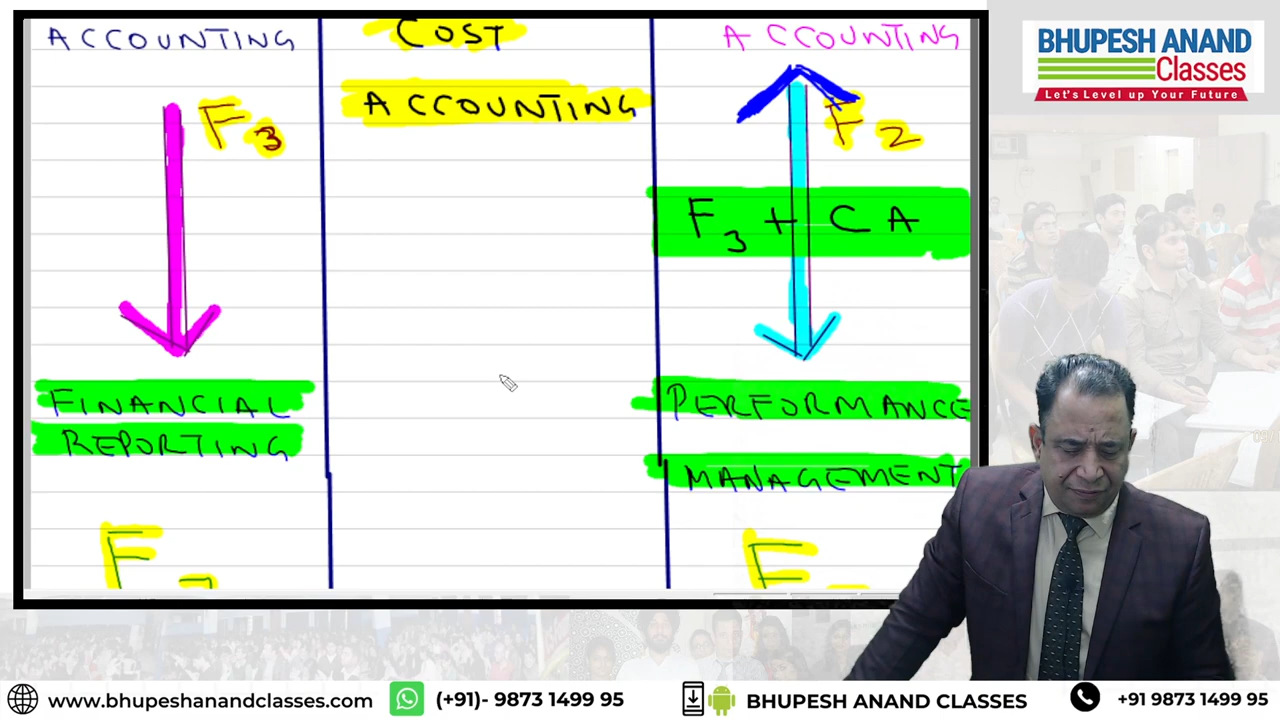 ACCOUNTING
COST
ACCOUNTING
ACCOUNTING
F3
F2
F3 + CA
FINANCIAL
REPORTING
PERFORMANCE
MANAGEMENT
F
F
BHUPESH ANAND
Classes
Let's Level up Your Future
www.bhupeshanandclasses.com
(+91)- 9873 1499 95
BHUPESH ANAND CLASSES
+91 9873 1499 95